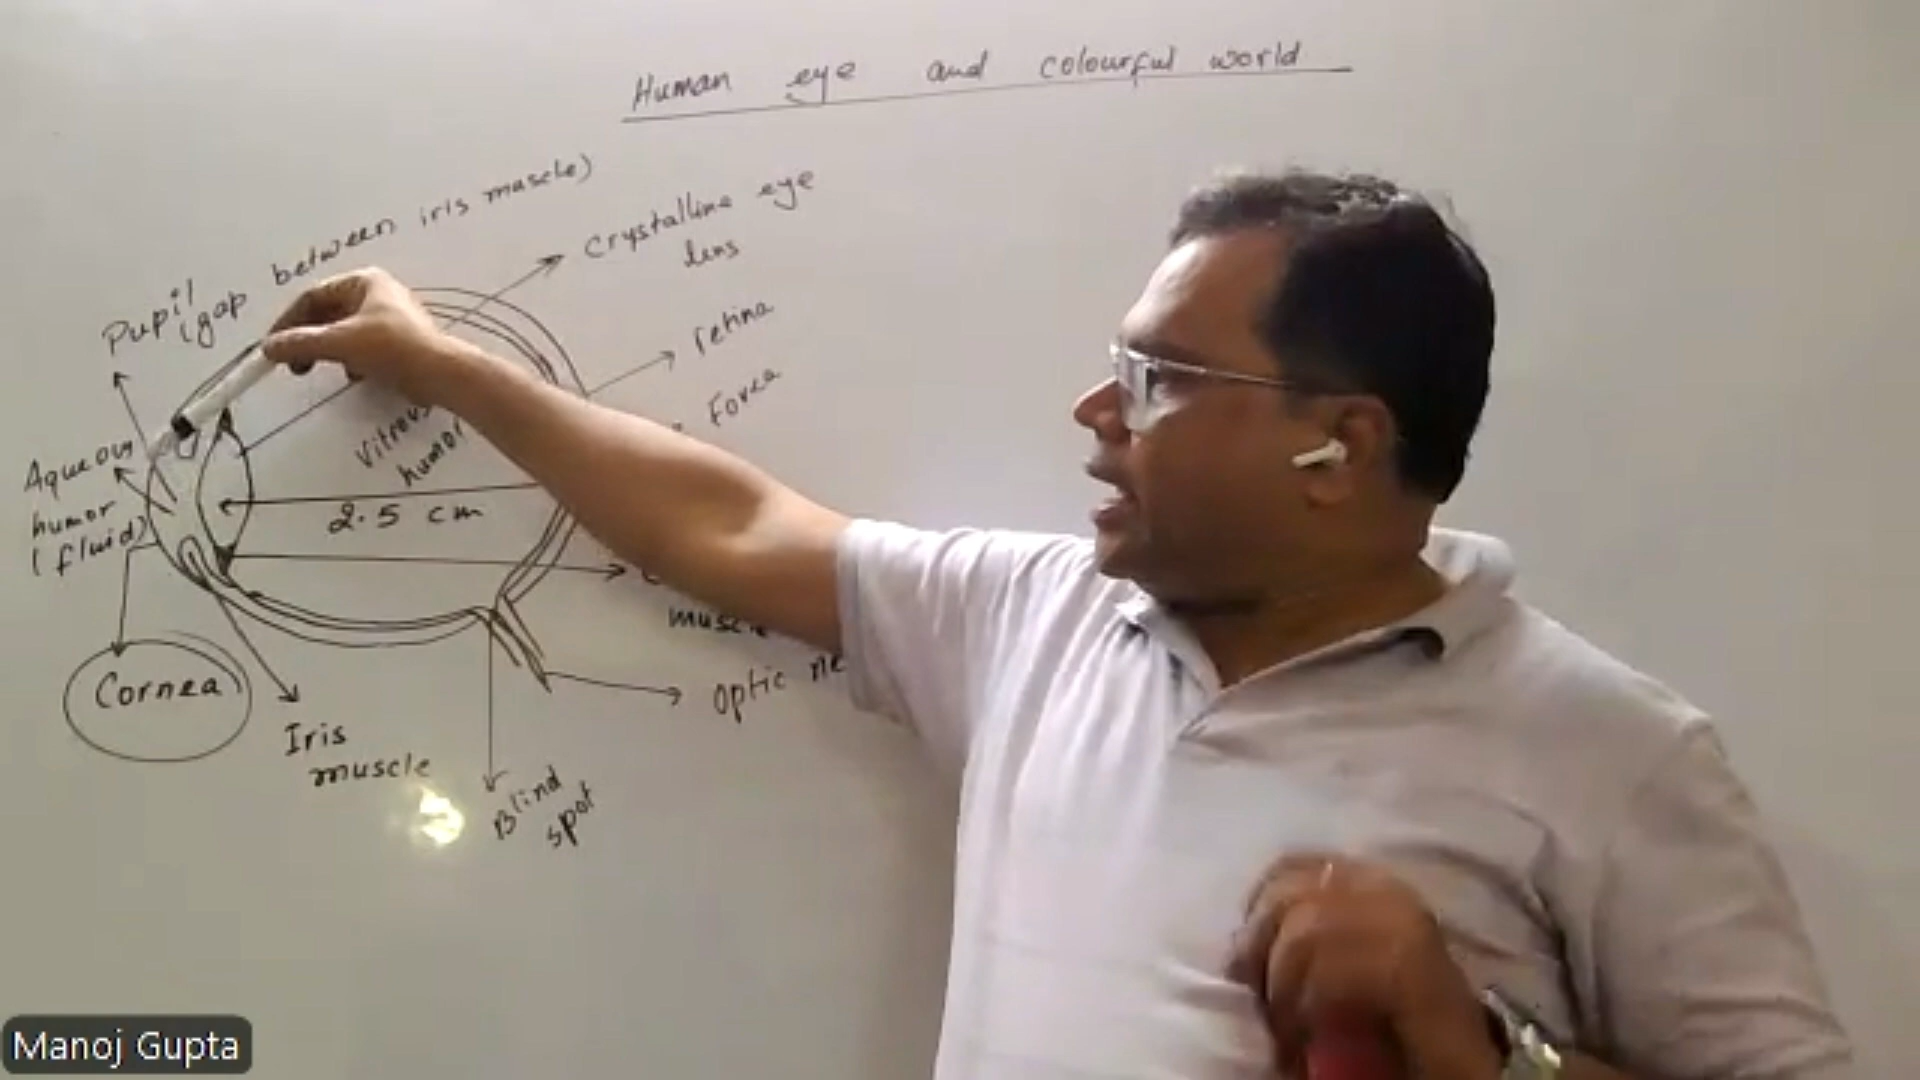 Human eye and colourful world
Pupil
(gap between iris muscle)
Crystalline eye
lens
retina
Fovea
Vitrous
humor
Aqueous
humor
(fluid)
2.5 cm
muscle
Optic ne
Cornea
Iris
muscle
Blind
spot
Manoj Gupta